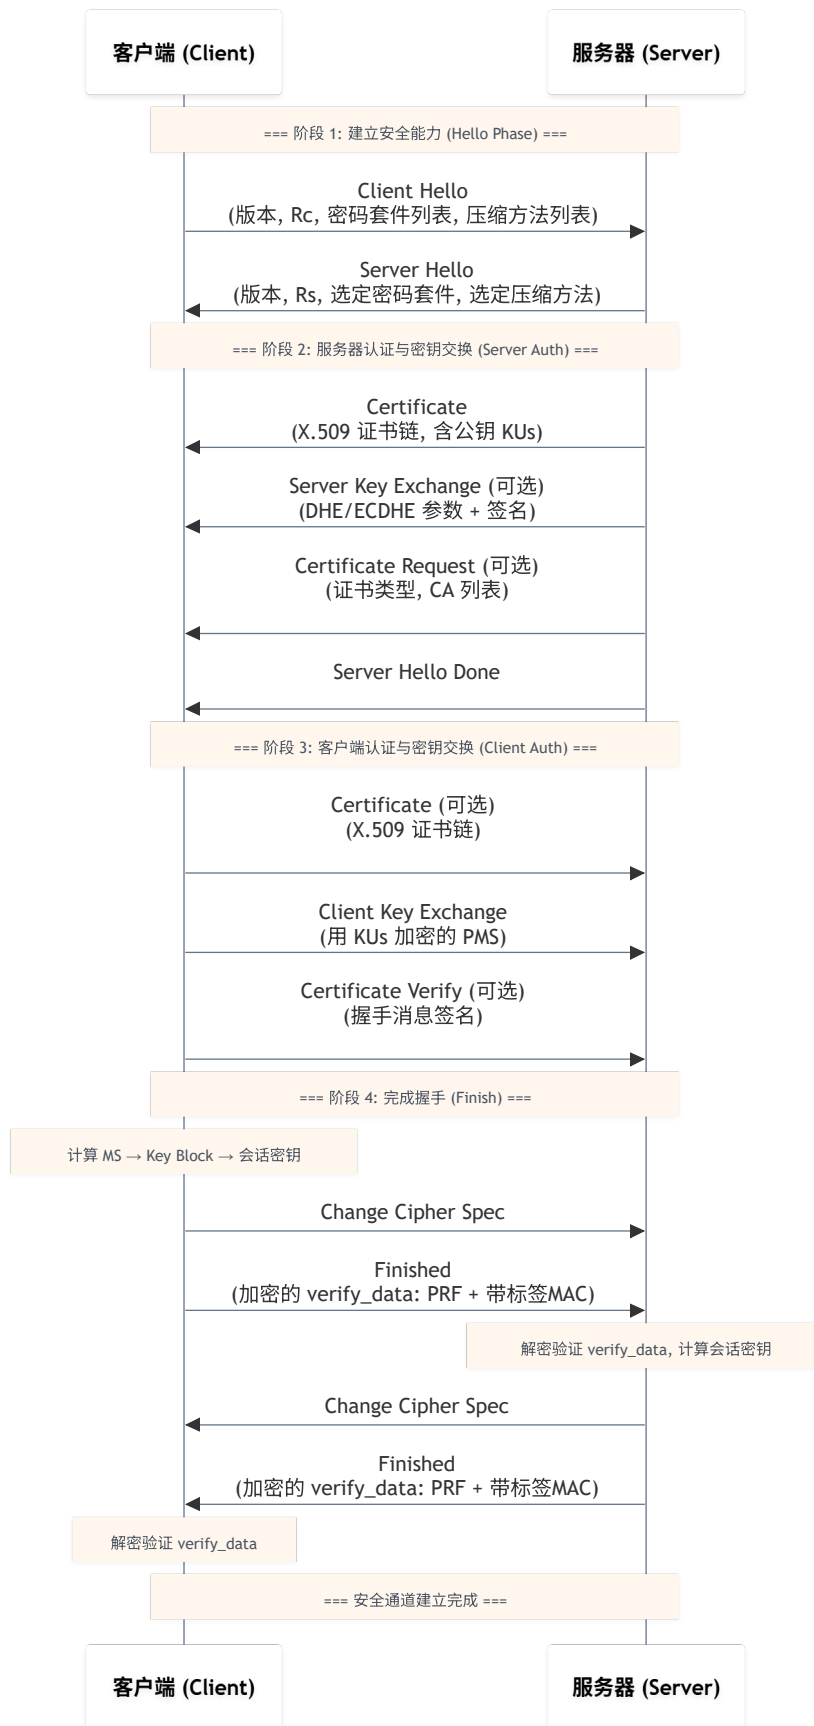 客户端 (Client)
服务器 (Server)
=== 阶段 1: 建立安全能力 (Hello Phase) ===
Client Hello
(版本, Rc, 密码套件列表, 压缩方法列表)
Server Hello
(版本, Rs, 选定密码套件, 选定压缩方法)
=== 阶段 2: 服务器认证与密钥交换 (Server Auth) ===
Certificate
(X.509 证书链, 含公钥 KUs)
Server Key Exchange (可选)
(DHE/ECDHE 参数 + 签名)
Certificate Request (可选)
(证书类型, CA 列表)
Server Hello Done
=== 阶段 3: 客户端认证与密钥交换 (Client Auth) ===
Certificate (可选)
(X.509 证书链)
Client Key Exchange
(用 KUs 加密的 PMS)
Certificate Verify (可选)
(握手消息签名)
=== 阶段 4: 完成握手 (Finish) ===
计算 MS → Key Block → 会话密钥
Change Cipher Spec
Finished
(加密的 verify_data: PRF + 带标签MAC)
解密验证 verify_data, 计算会话密钥
Change Cipher Spec
Finished
(加密的 verify_data: PRF + 带标签MAC)
解密验证 verify_data
=== 安全通道建立完成 ===
客户端 (Client)
服务器 (Server)